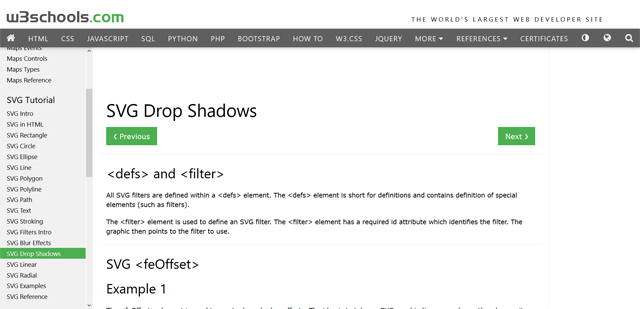 w3schools.com
THE WORLD'S LARGEST WEB DEVELOPER SITE
HTML CSS JAVASCRIPT SQL PYTHON PHP BOOTSTRAP HOW TO W3.CSS JQUERY MORE REFERENCES CERTIFICATES
Maps Events
Maps Controls
Maps Types
Maps Reference
SVG Tutorial
SVG Intro
SVG in HTML
SVG Rectangle
SVG Circle
SVG Ellipse
SVG Line
SVG Polygon
SVG Polyline
SVG Path
SVG Text
SVG Stroking
SVG Filters Intro
SVG Blur Effects
SVG Drop Shadows
SVG Linear
SVG Radial
SVG Examples
SVG Reference
SVG Drop Shadows
❮ Previous
Next ❯
<defs> and <filter>
All SVG filters are defined within a <defs> element. The <defs> element is short for definitions and contains definition of special
elements (such as filters).
The <filter> element is used to define an SVG filter. The <filter> element has a required id attribute which identifies the filter. The
graphic then points to the filter to use.
SVG <feOffset>
Example 1